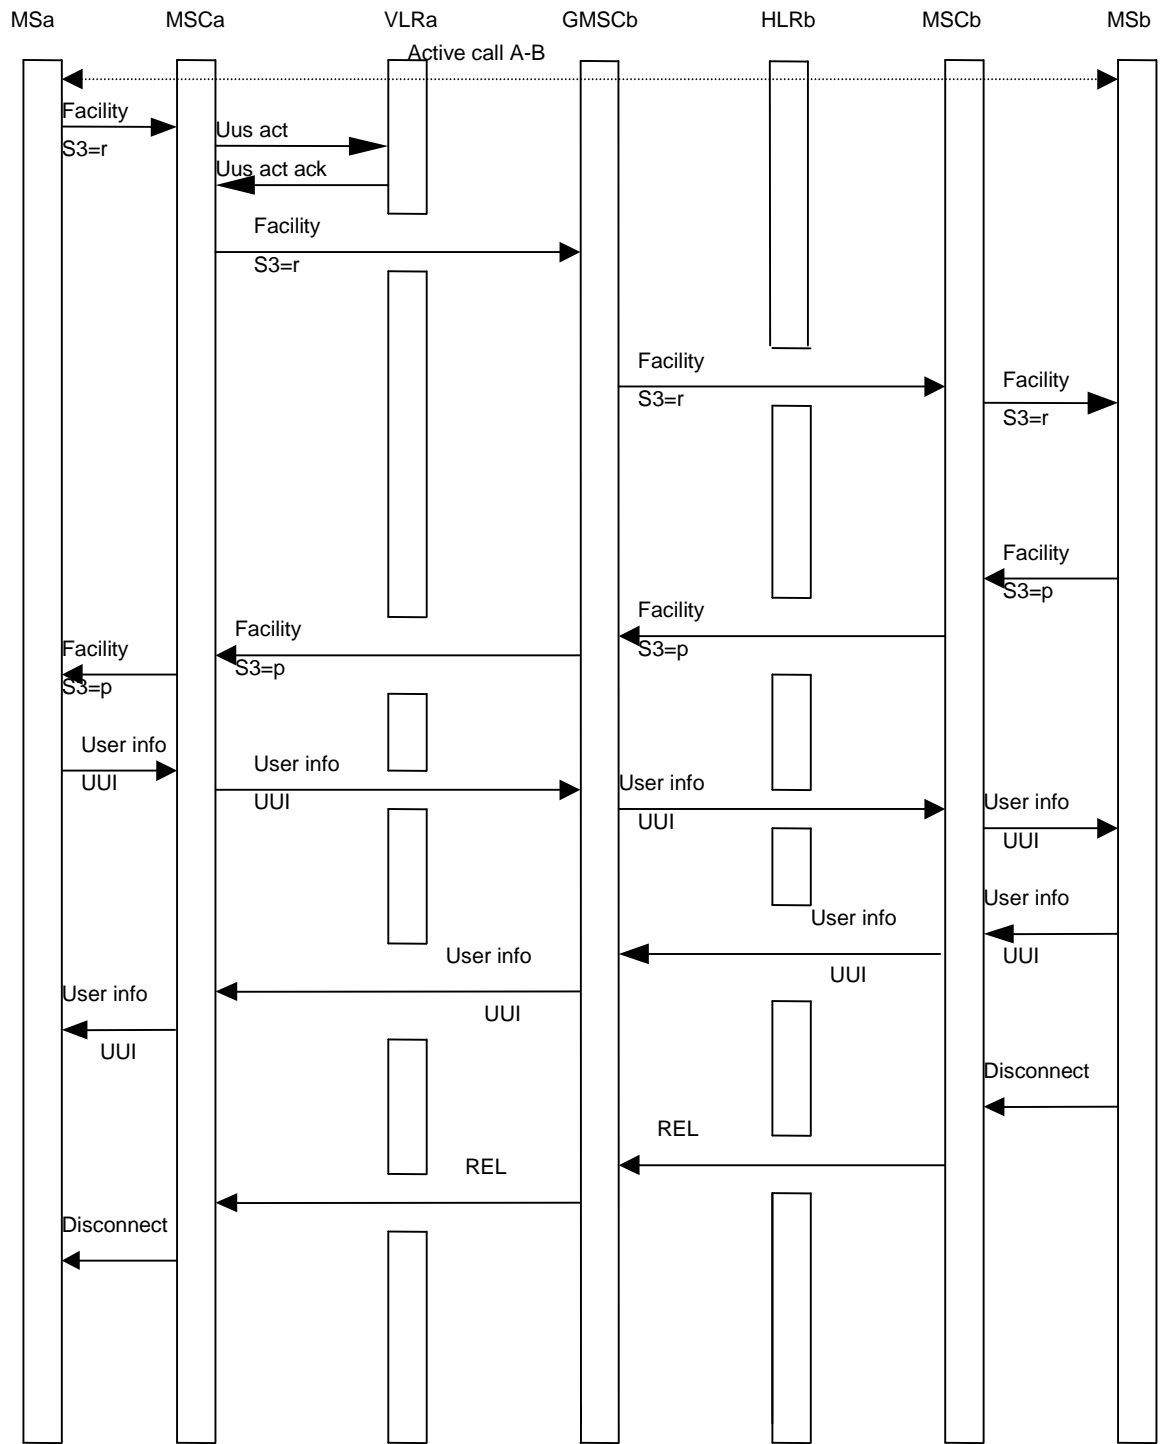 MSa MSCa VLRa GMSCb HLRb MSCb MSb
Active call A-B
Facility
S3=r
Uus act
Uus act ack
Facility
S3=r
Facility
S3=r
Facility
S3=r
Facility
S3=p
Facility
S3=p
Facility
S3=p
Facility
S3=p
User info
UUI
User info
UUI
User info
UUI
User info
UUI
User info
UUI
User info
UUI
User info
UUI
User info
UUI
Disconnect
REL
REL
Disconnect